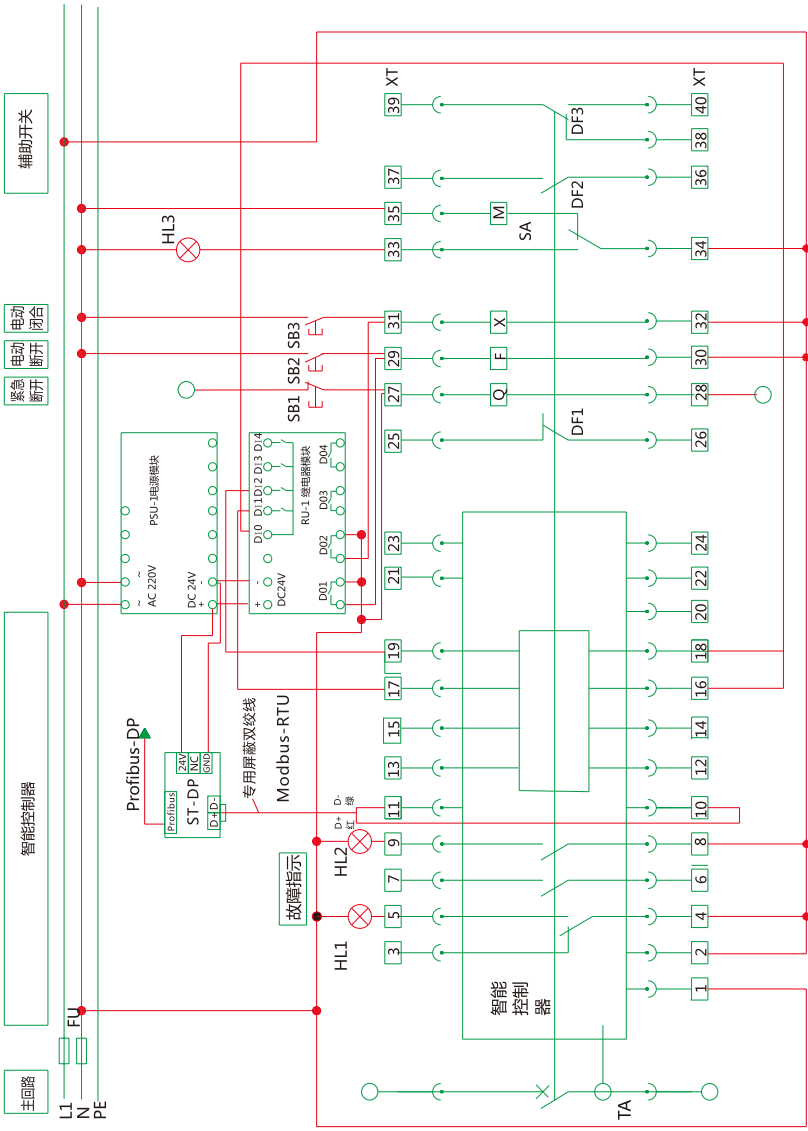 主回路
智能控制器
紧急
断开
电动
断开
电动
闭合
辅助开关
L1
N
PE
FU
Profibus-DP
Profibus
ST-DP
24V
NC
GND
D+
D-
专用屏蔽双绞线
Modbus-RTU
~
~
AC 220V
PSU-1电源模块
DC 24V
+
-
+
-
DC24V
DI0
DI1
DI2
DI3
DI4
RU-1 继电器模块
D01
D02
D03
D04
HL3
SB1
SB2
SB3
故障指示
HL1
HL2
D+
红
D-
绿
3
5
7
9
11
13
15
17
19
21
23
25
27
29
31
33
35
37
39
XT
智能
控制
器
Q
F
X
M
SA
DF1
DF2
DF3
TA
1
2
4
6
8
10
12
14
16
18
20
22
24
26
28
30
32
34
36
38
40
XT